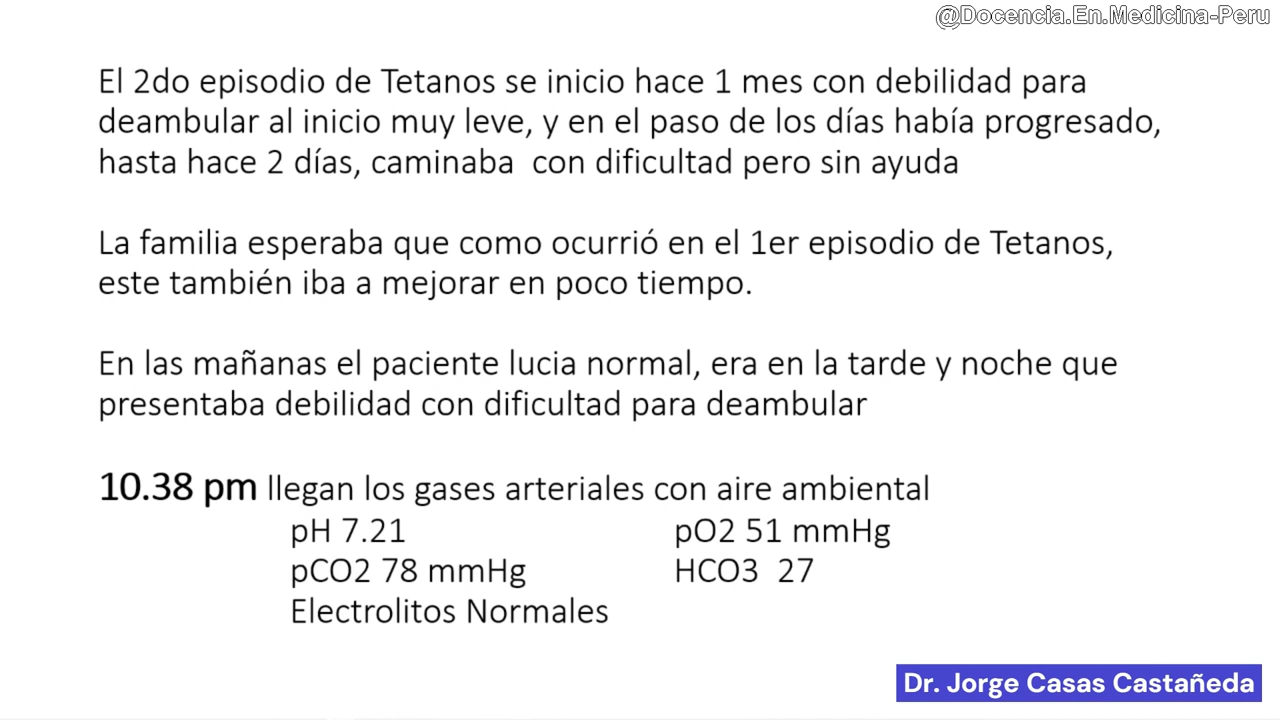 @Docencia.En.Medicina-Peru
El 2do episodio de Tetanos se inicio hace 1 mes con debilidad para
deambular al inicio muy leve, y en el paso de los días había progresado,
hasta hace 2 días, caminaba con dificultad pero sin ayuda
La familia esperaba que como ocurrió en el 1er episodio de Tetanos,
este también iba a mejorar en poco tiempo.
En las mañanas el paciente lucia normal, era en la tarde y noche que
presentaba debilidad con dificultad para deambular
10.38 pm llegan los gases arteriales con aire ambiental
pH 7.21 pO2 51 mmHg
pCO2 78 mmHg HCO3 27
Electrolitos Normales
Dr. Jorge Casas Castañeda